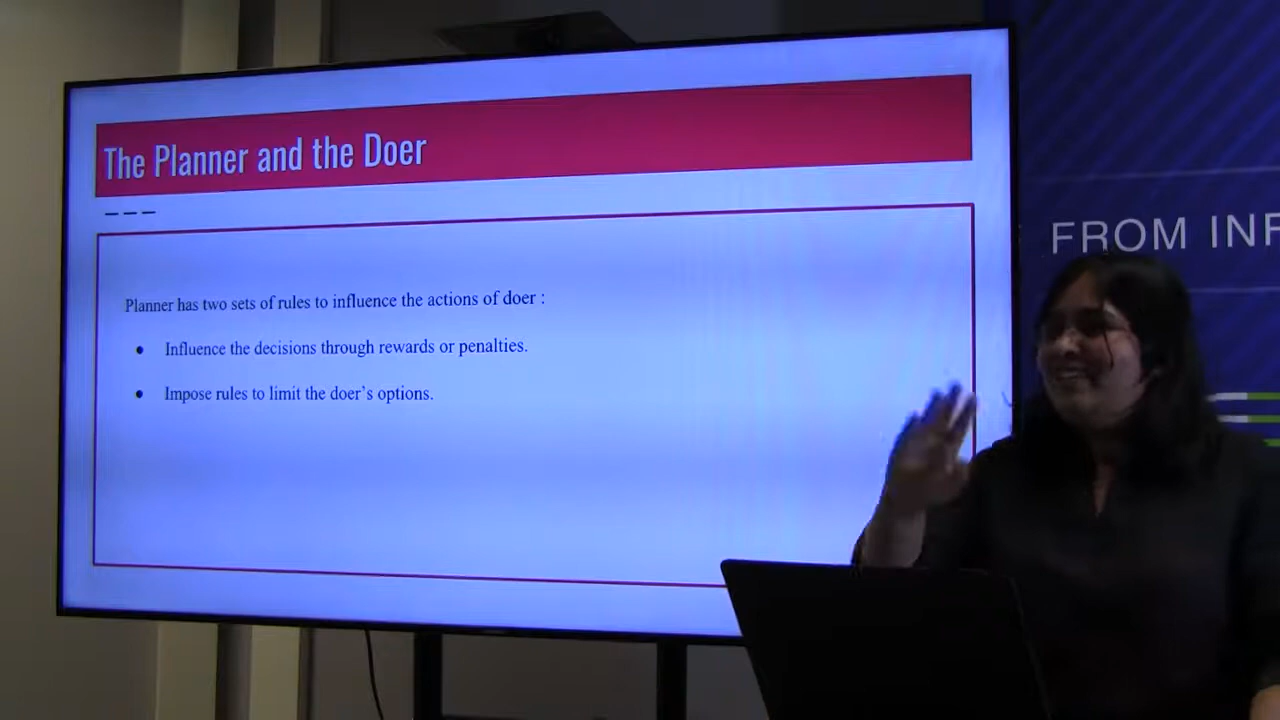 The Planner and the Doer
Planner has two sets of rules to influence the actions of doer :
● Influence the decisions through rewards or penalties.
● Impose rules to limit the doer's options.
FROM